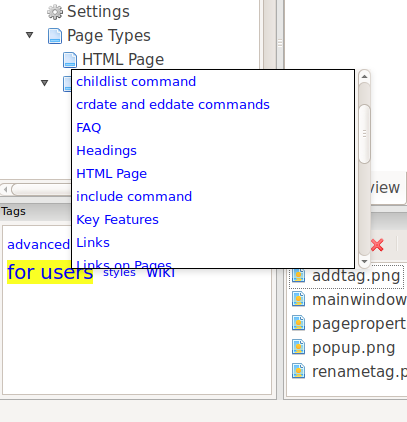 Settings
Page Types
HTML Page
childlist command
crdate and eddate commands
FAQ
Headings
HTML Page
include command
Key Features
Links
Links on Pages
view
Tags
advanced
for users styles WIKI
addtag.png
mainwindow
pagepropert
popup.png
renametag.p